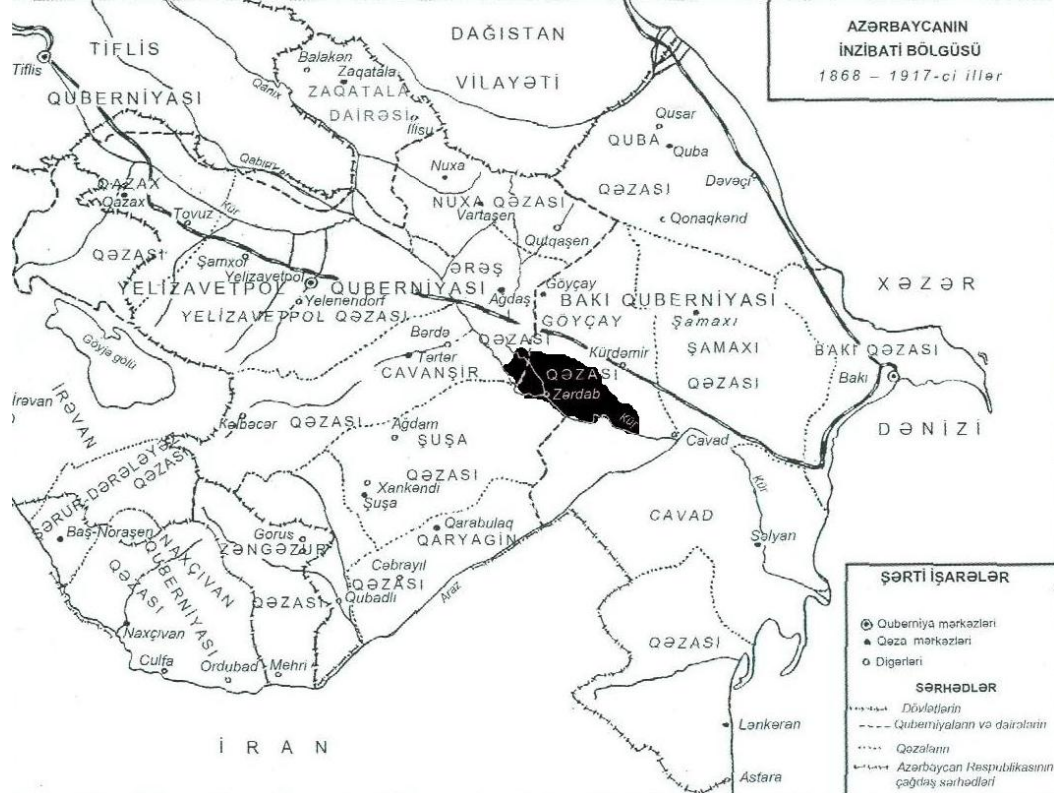 AZƏRBAYCANIN
İNZİBATİ BÖLGÜSÜ
1868 – 1917-ci illər
DAĞISTAN
VİLAYƏTİ
TİFLİS
Tiflis
QUBERNİYASI
Balakən
Zaqatala
ZAQATALA
DAİRƏSİ
İlisu
Qanıx
Qabırrı
Qusar
QUBA
Quba
QƏZASI
Dəvəçi
Qonaqkənd
Nuxa
NUXA QƏZASI
Vartaşen
Qutqaşen
QAZAX
Qazax
Kür
Tovuz
QƏZASI
Şamxor
Yelizavetpol
YELİZAVETPOL QUBERNİYASI
Yelenendorf
YELİZAVETPOL QƏZASI
ƏRƏŞ
Ağdaş
QƏZASI
Göyçay
BAKI QUBERNİYASI
GÖYÇAY
Şamaxı
Kürdəmir
ŞAMAXI
QƏZASI
BAKI QƏZASI
Bakı
XƏZƏR
DƏNİZİ
Göyjə gölü
Bərdə
Tərtər
CAVANŞİR
QƏZASI
QƏZASI
Zərdab
Kür
İrəvan
İRƏVAN
Kəlbəcər
Ağdam
ŞUŞA
QƏZASI
Cavad
Xankəndi
Şuşa
ŞƏRUR-DƏRƏLƏYƏZ
QƏZASI
Baş-Noraşen
Gorus
ZƏNGƏZUR
QƏZASI
Qarabulaq
QARYAGİN
Cəbrayıl
QƏZASI
Qubadlı
Araz
CAVAD
Kür
Salyan
QƏZASI
NAXÇIVAN
QUBERNİYASI
QƏZASI
Naxçıvan
Culfa
Ordubad
Mehri
İRAN
Lənkəran
Astara
ŞƏRTİ İŞARƏLƏR
Quberniya mərkəzləri
Qəza mərkəzləri
Digərləri
SƏRHƏDLƏR
Dövlətlərin
Quberniyaların və dairələrin
Qəzaların
Azərbaycan Respublikasının
çağdaş sərhədləri